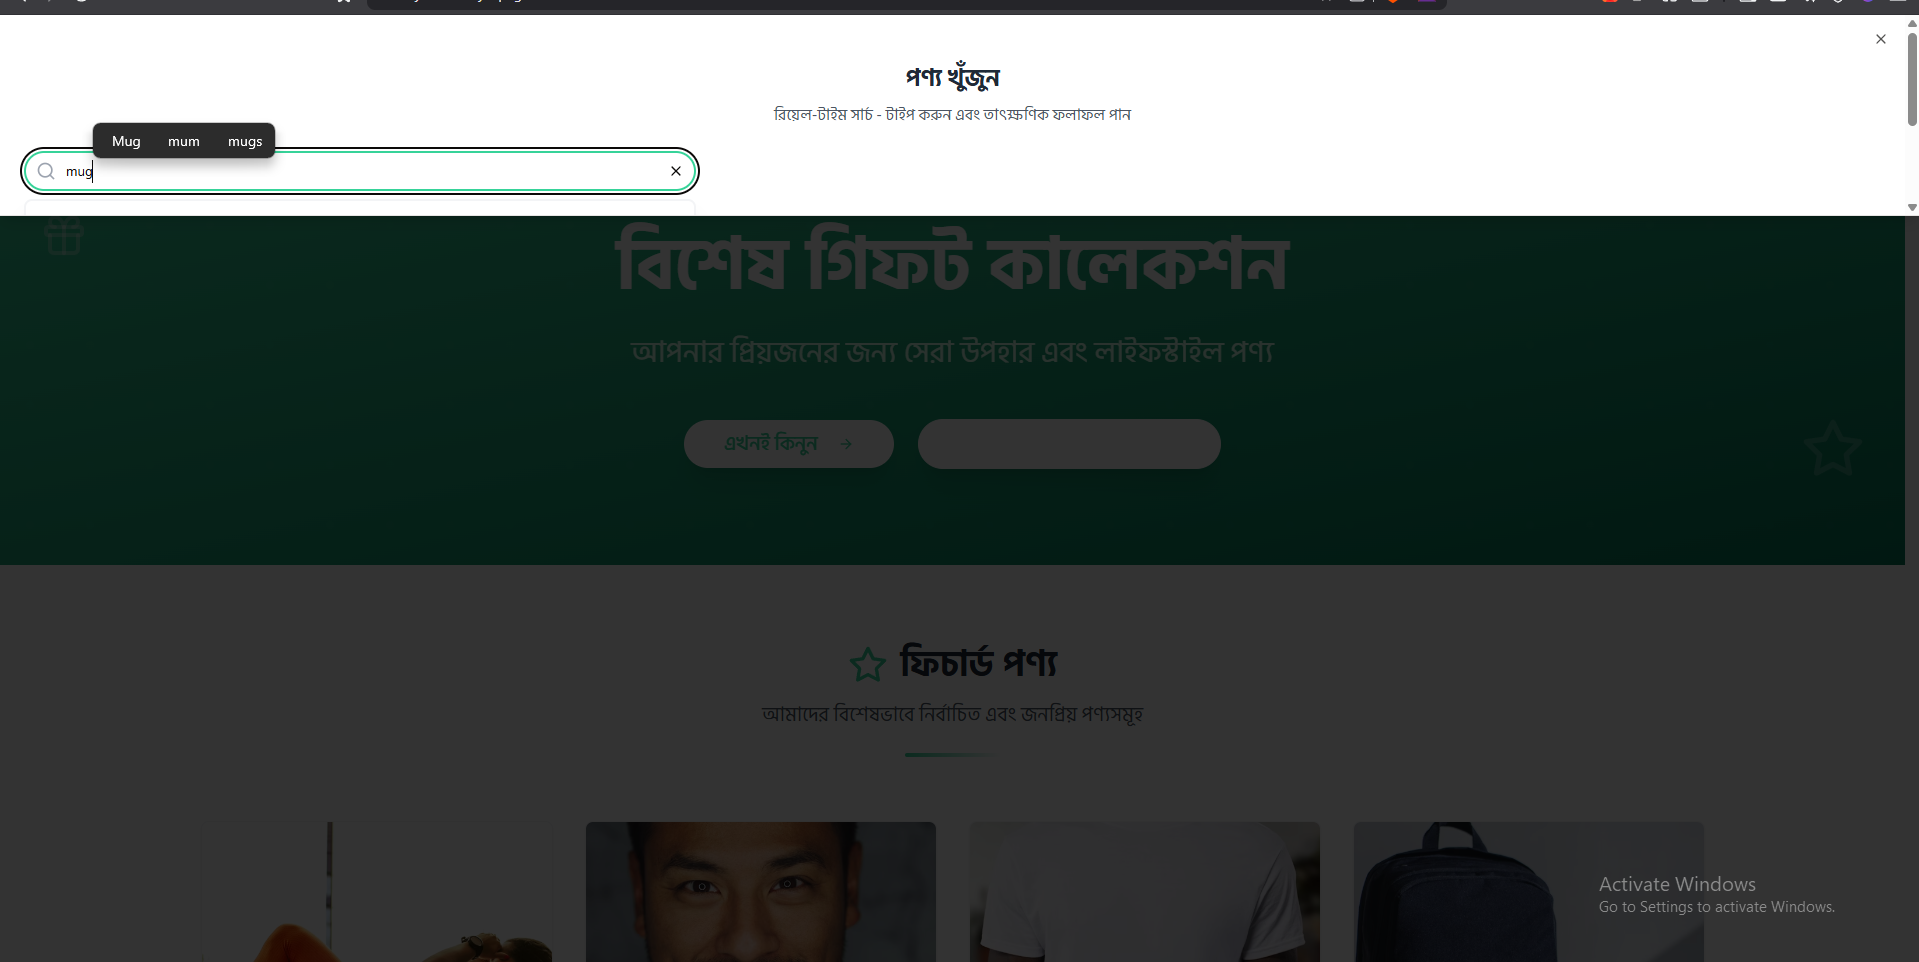 পণ্য খুঁজুন
রিয়েল-টাইম সার্চ - টাইপ করুন এবং তাৎক্ষণিক ফলাফল পান
Mug mum mugs
mug
বিশেষ গিফট কালেকশন
আপনার প্রিয়জনের জন্য সেরা উপহার এবং লাইফস্টাইল পণ্য
এখনই কিনুন →
ফিচার্ড পণ্য
আমাদের বিশেষভাবে নির্বাচিত এবং জনপ্রিয় পণ্যসমূহ
Activate Windows
Go to Settings to activate Windows.